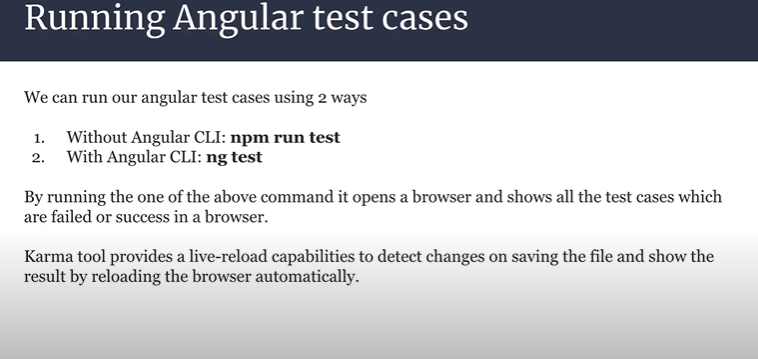 Running Angular test cases
We can run our angular test cases using 2 ways
1. Without Angular CLI: npm run test
2. With Angular CLI: ng test
By running the one of the above command it opens a browser and shows all the test cases which
are failed or success in a browser.
Karma tool provides a live-reload capabilities to detect changes on saving the file and show the
result by reloading the browser automatically.